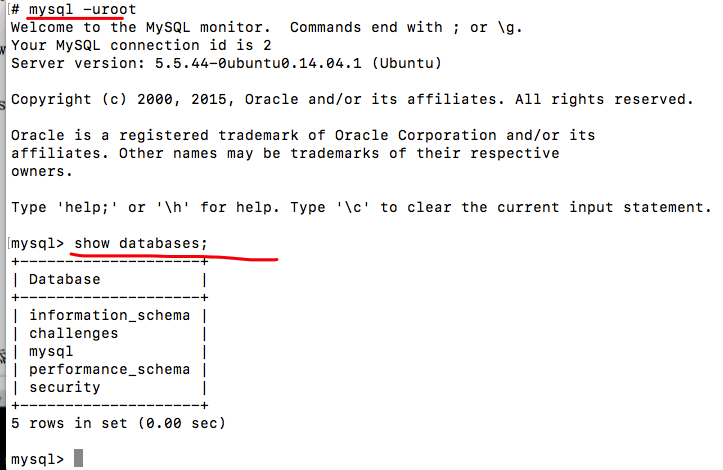 # mysql -uroot
Welcome to the MySQL monitor.  Commands end with ; or \g.
Your MySQL connection id is 2
Server version: 5.5.44-0ubuntu0.14.04.1 (Ubuntu)
Copyright (c) 2000, 2015, Oracle and/or its affiliates. All rights reserved.
Oracle is a registered trademark of Oracle Corporation and/or its
affiliates. Other names may be trademarks of their respective
owners.
Type 'help;' or '\h' for help. Type '\c' to clear the current input statement.
mysql> show databases;
+--------------------+
| Database           |
+--------------------+
| information_schema |
| challenges         |
| mysql              |
| performance_schema |
| security           |
+--------------------+
5 rows in set (0.00 sec)
mysql>